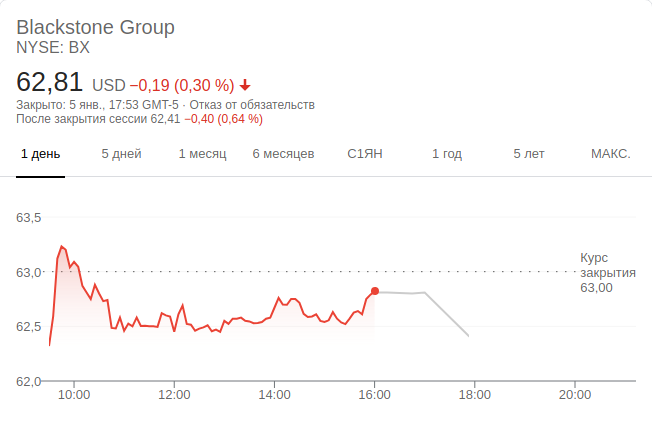 Blackstone Group
NYSE: BX
62,81 USD −0,19 (0,30 %)
Закрыто: 5 янв., 17:53 GMT-5 · Отказ от обязательств
После закрытия сессии 62,41 −0,40 (0,64 %)
1 день 5 дней 1 месяц 6 месяцев С1ЯН 1 год 5 лет МАКС.
63,5
Курс
63,0 закрытия
63,00
62,5
62,0
10:00 12:00 14:00 16:00 18:00 20:00